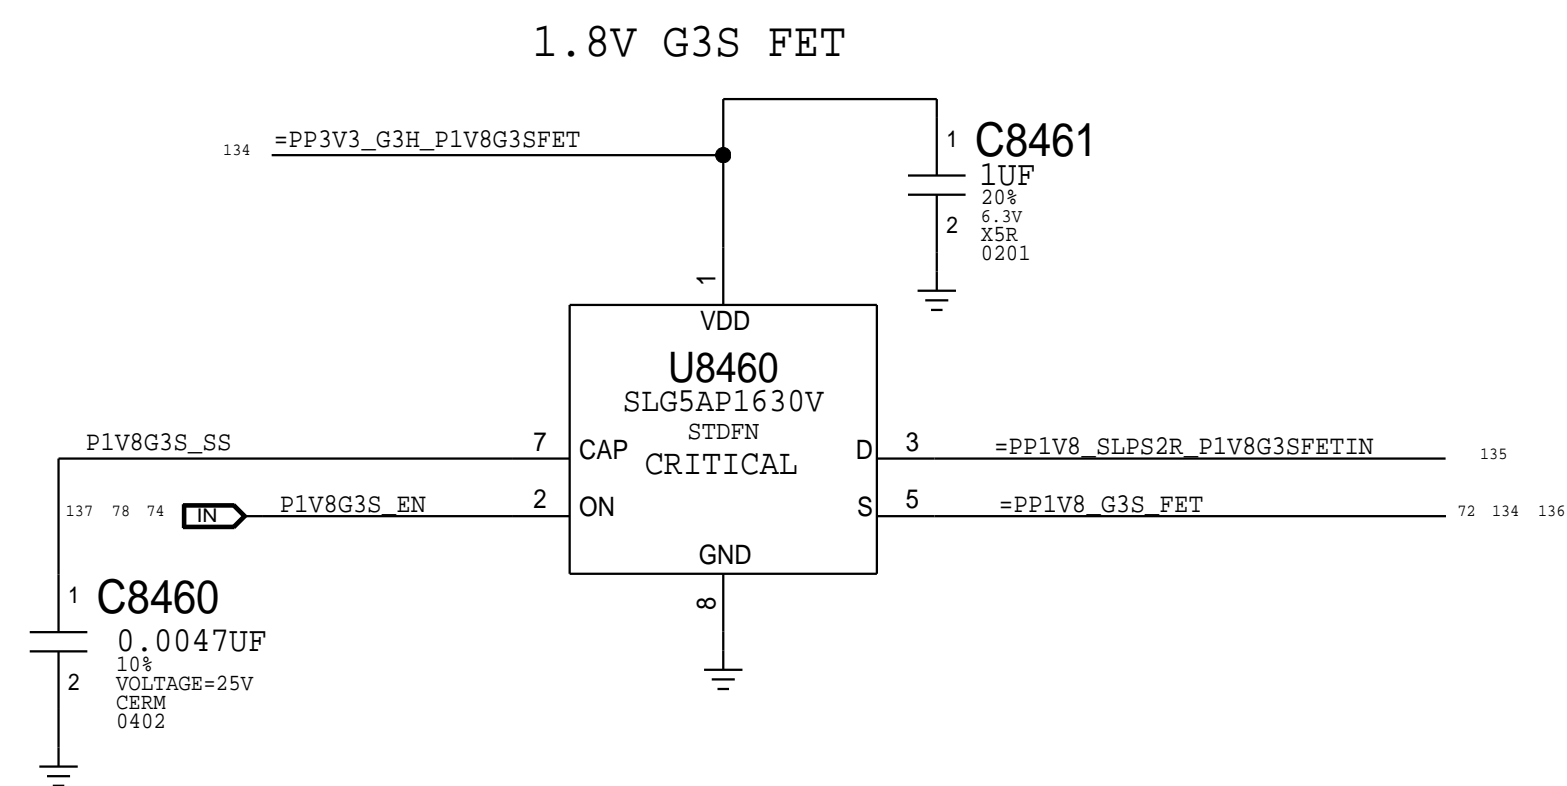 1.8V G3S FET
134 =PP3V3_G3H_P1V8G3SFET
1 C8461
1UF
20%
6.3V
2 X5R
0201
1
VDD
U8460
SLG5AP1630V
STDFN
CRITICAL
P1V8G3S_SS 7 CAP
D 3 =PP1V8_SLPS2R_P1V8G3SFETIN 135
137 78 74 IN P1V8G3S_EN 2 ON
S 5 =PP1V8_G3S_FET 72 134 136
GND
8
1 C8460
0.0047UF
10%
2 VOLTAGE=25V
CERM
0402